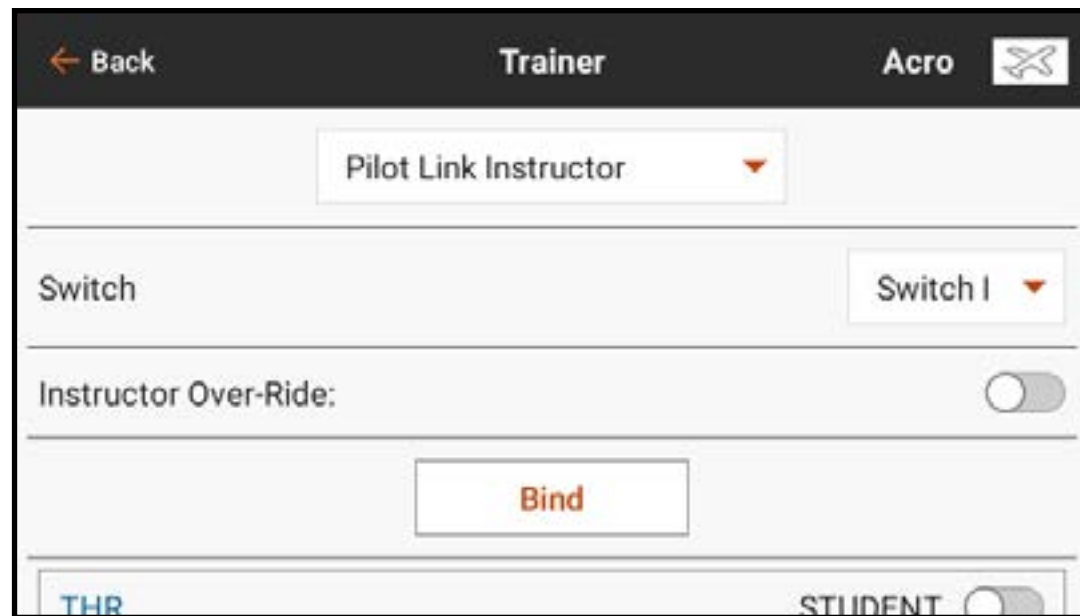 Back Trainer Acro
Pilot Link Instructor
Switch Switch I
Instructor Over-Ride:
Bind
THR STUDENT